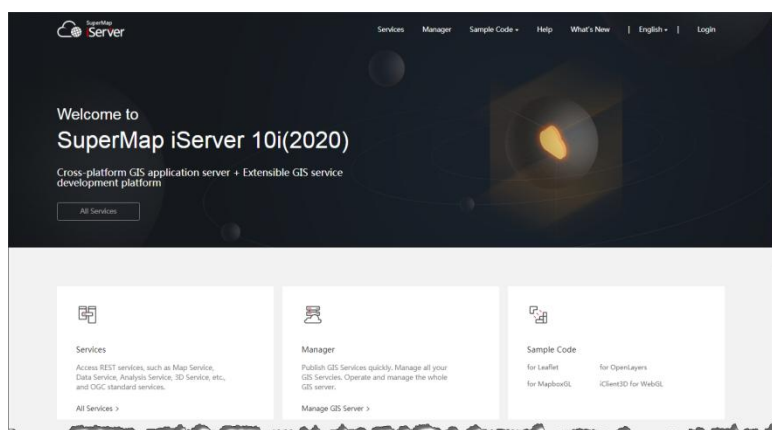 SuperMap
iServer
Services Manager Sample Code Help What's New | English | Login
Welcome to
SuperMap iServer 10i(2020)
Cross-platform GIS application server + Extensible GIS service
development platform
All Services
Services
Access REST services, such as Map Service,
Data Service, Analysis Service, 3D Service, etc.,
and OGC standard services.
All Services >
Manager
Publish GIS Services quickly. Manage all your
GIS Servcies. Operate and manage the whole
GIS server.
Manage GIS Server >
Sample Code
for Leaflet for OpenLayers
for MapboxGL iClient3D for WebGL